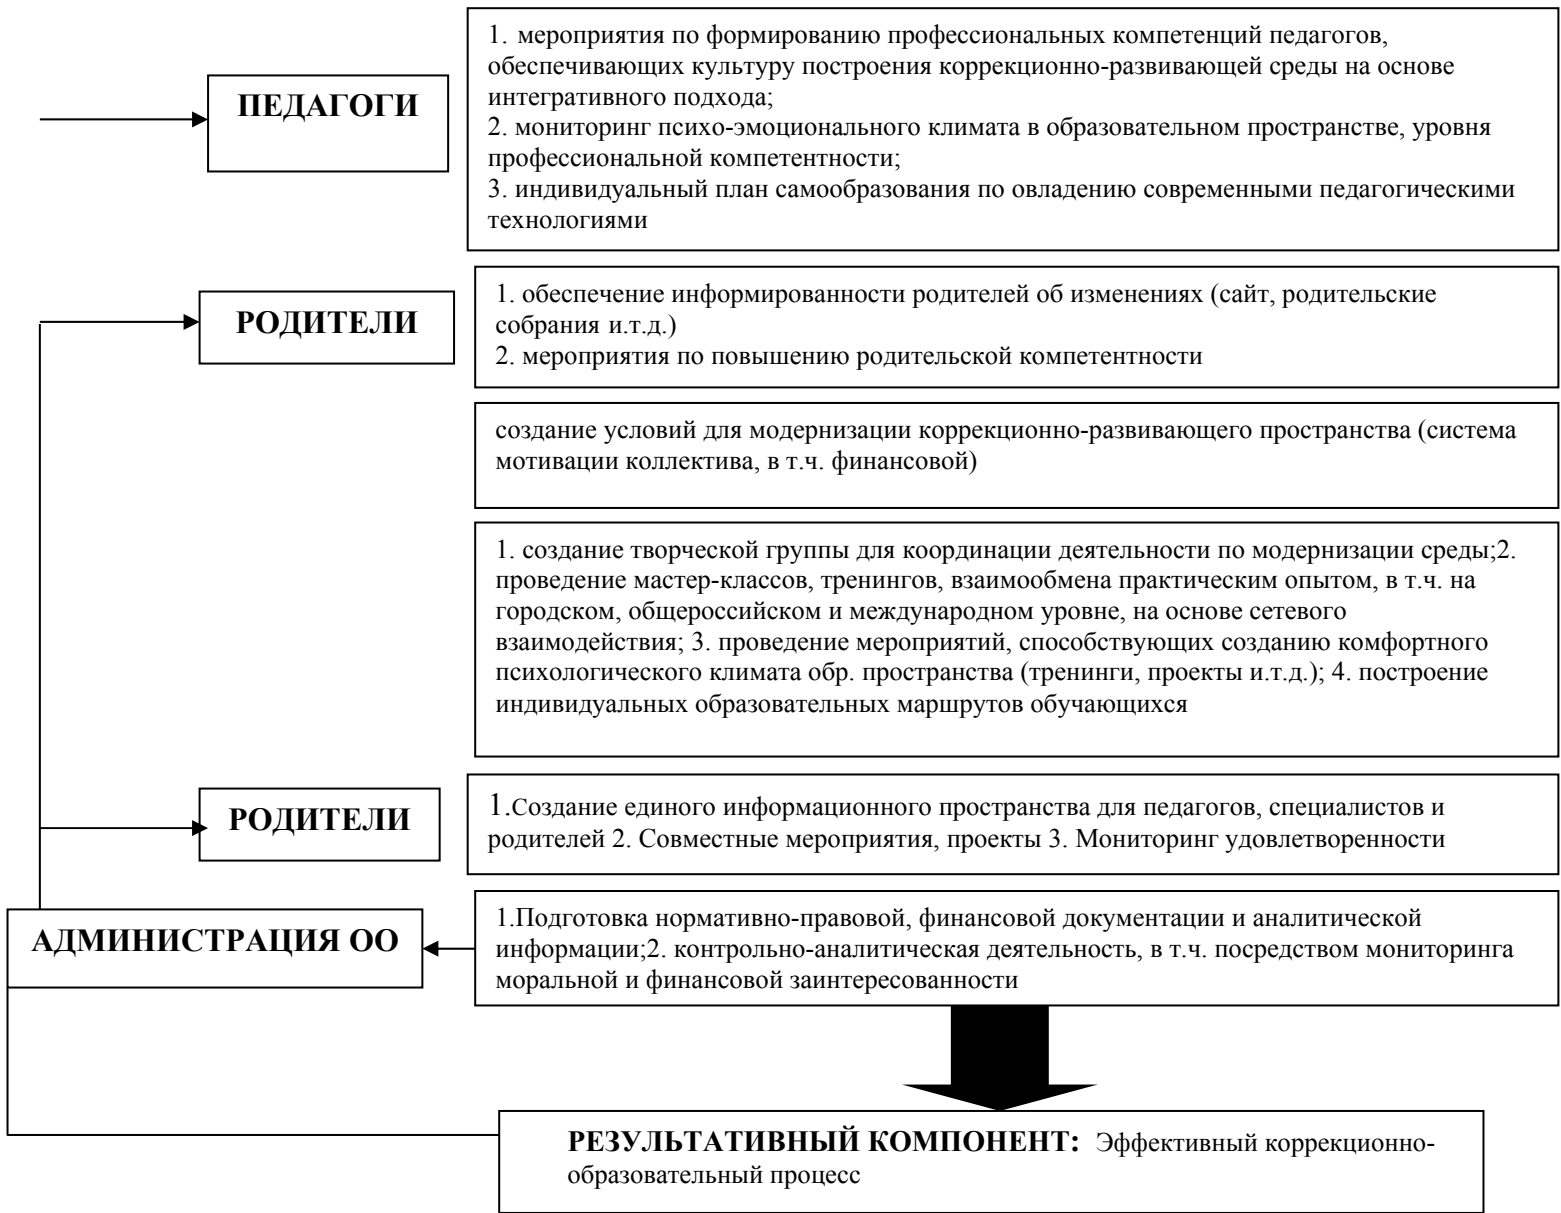 ПЕДАГОГИ
1. мероприятия по формированию профессиональных компетенций педагогов,
обеспечивающих культуру построения коррекционно-развивающей среды на основе
интегративного подхода;
2. мониторинг психо-эмоционального климата в образовательном пространстве, уровня
профессиональной компетентности;
3. индивидуальный план самообразования по овладению современными педагогическими
технологиями
РОДИТЕЛИ
1. обеспечение информированности родителей об изменениях (сайт, родительские
собрания и.т.д.)
2. мероприятия по повышению родительской компетентности
создание условий для модернизации коррекционно-развивающего пространства (система
мотивации коллектива, в т.ч. финансовой)
1. создание творческой группы для координации деятельности по модернизации среды;2.
проведение мастер-классов, тренингов, взаимообмена практическим опытом, в т.ч. на
городском, общероссийском и международном уровне, на основе сетевого
взаимодействия; 3. проведение мероприятий, способствующих созданию комфортного
психологического климата обр. пространства (тренинги, проекты и.т.д.); 4. построение
индивидуальных образовательных маршрутов обучающихся
РОДИТЕЛИ
1.Создание единого информационного пространства для педагогов, специалистов и
родителей 2. Совместные мероприятия, проекты 3. Мониторинг удовлетворенности
АДМИНИСТРАЦИЯ ОО
1.Подготовка нормативно-правовой, финансовой документации и аналитической
информации;2. контрольно-аналитическая деятельность, в т.ч. посредством мониторинга
моральной и финансовой заинтересованности
РЕЗУЛЬТАТИВНЫЙ КОМПОНЕНТ: Эффективный коррекционно-
образовательный процесс